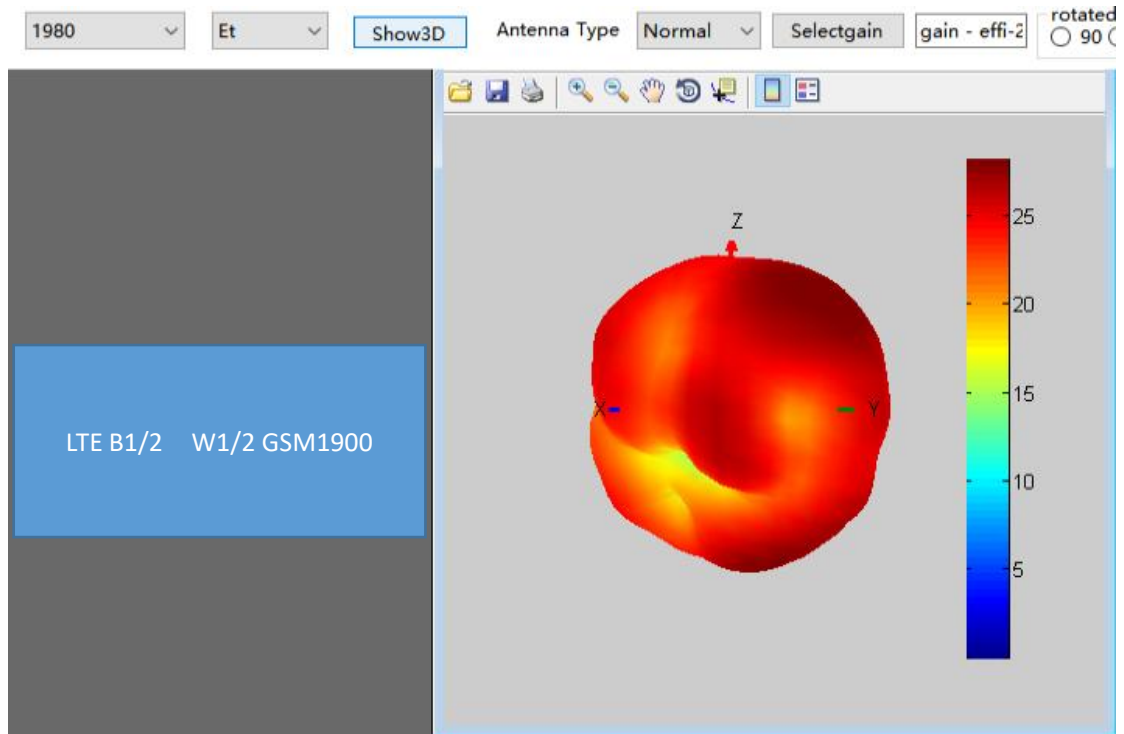 1980 Et Show3D Antenna Type Normal Selectgain gain - effi-2 rotated
90
Z
X
Y
25
20
15
10
5
LTE B1/2 W1/2 GSM1900